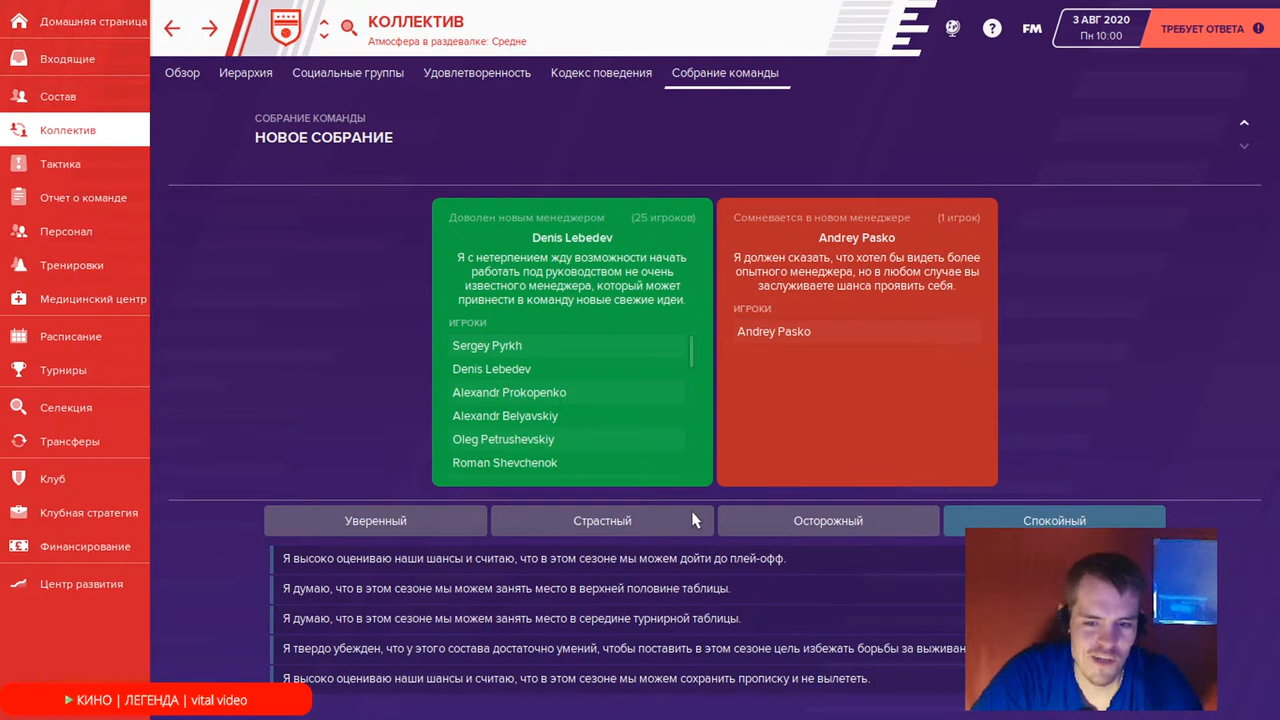 Домашняя страница
Входящие
Состав
Коллектив
Тактика
Отчет о команде
Персонал
Тренировки
Медицинский центр
Расписание
Турниры
Селекция
Трансферы
Клуб
Клубная стратегия
Финансирование
Центр развития
КОЛЛЕКТИВ
Атмосфера в раздевалке: Средне
FM
3 АВГ 2020
Пн 10:00
ТРЕБУЕТ ОТВЕТА
Обзор
Иерархия
Социальные группы
Удовлетворенность
Кодекс поведения
Собрание команды
СОБРАНИЕ КОМАНДЫ
НОВОЕ СОБРАНИЕ
Доволен новым менеджером (25 игроков)
Denis Lebedev
Я с нетерпением жду возможности начать
работать под руководством не очень
известного менеджера, который может
привнести в команду новые свежие идеи.
ИГРОКИ
Sergey Pyrkh
Denis Lebedev
Alexandr Prokopenko
Alexandr Belyavskiy
Oleg Petrushevskiy
Roman Shevchenok
Сомневается в новом менеджере (1 игрок)
Andrey Pasko
Я должен сказать, что хотел бы видеть более
опытного менеджера, но в любом случае вы
заслуживаете шанса проявить себя.
ИГРОКИ
Andrey Pasko
Уверенный
Страстный
Осторожный
Спокойный
Я высоко оцениваю наши шансы и считаю, что в этом сезоне мы можем дойти до плей-офф.
Я думаю, что в этом сезоне мы можем занять место в верхней половине таблицы.
Я думаю, что в этом сезоне мы можем занять место в середине турнирной таблицы.
Я твердо убежден, что у этого состава достаточно умений, чтобы поставить в этом сезоне цель избежать борьбы за выживан
Я высоко оцениваю наши шансы и считаю, что в этом сезоне мы можем сохранить прописку и не вылететь.
КИНО | ЛЕГЕНДА | vital video